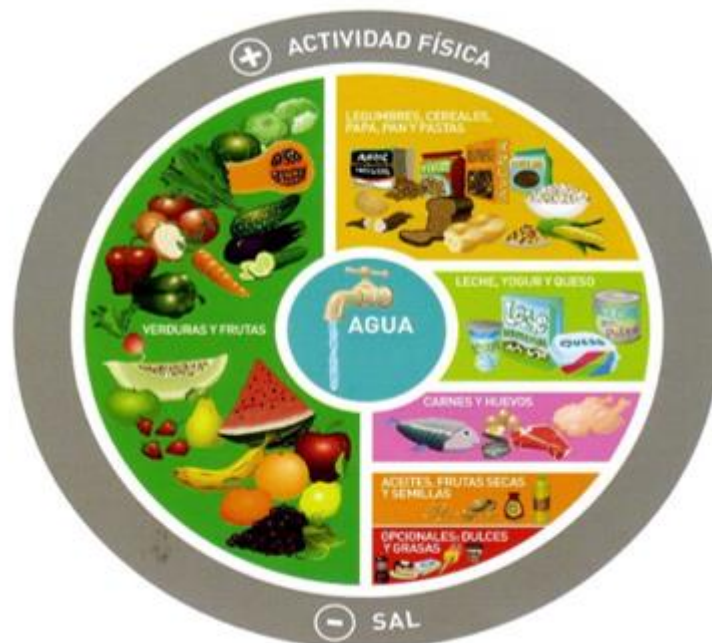 + ACTIVIDAD FÍSICA
LEGUMBRES, CEREALES,
PAPA, PAN Y PASTAS
LECHE, YOGUR Y QUESO
AGUA
VERDURAS Y FRUTAS
CARNES Y HUEVOS
ACEITES, FRUTAS SECAS
Y SEMILLAS
OPCIONALES: DULCES
Y GRASAS
- SAL